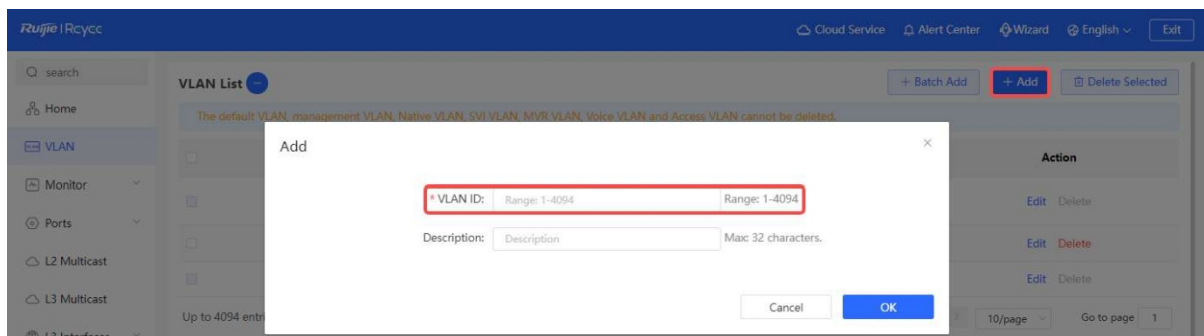 Ruijie | Rcycc
Cloud Service Alert Center Wizard English Exit
search
VLAN List
+ Batch Add + Add Delete Selected
Home
The default VLAN, management VLAN, Native VLAN, SVI VLAN, MVR VLAN, Voice VLAN and Access VLAN cannot be deleted.
VLAN
Add ×
Action
Monitor
* VLAN ID: Range: 1-4094 Range: 1-4094
Edit Delete
Ports
Description: Description Max: 32 characters.
Edit Delete
L2 Multicast
Edit Delete
L3 Multicast
Cancel OK
Up to 4094 entri
10/page Go to page 1
L3 Interfaces